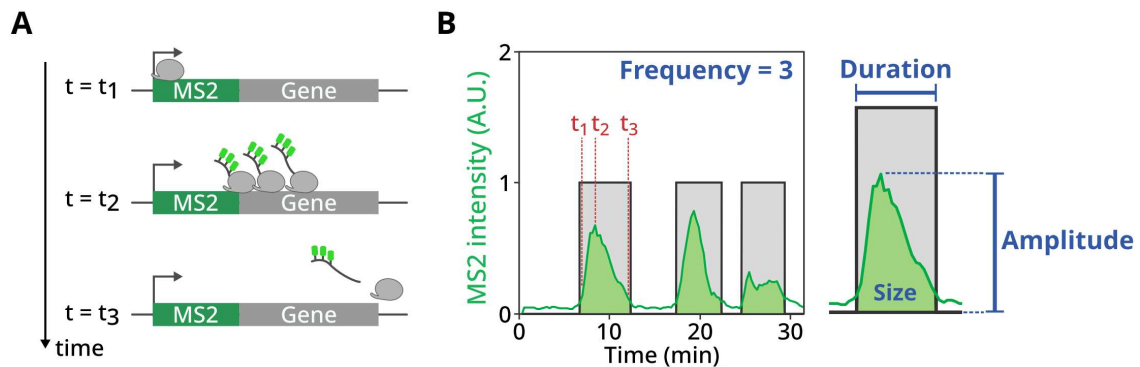 A
t = t1
MS2
Gene
t = t2
MS2
Gene
t = t3
MS2
Gene
time
B
MS2 intensity (A.U.)
2
1
0
Frequency = 3
t1 t2 t3
0 10 20 30
Time (min)
Duration
Amplitude
Size